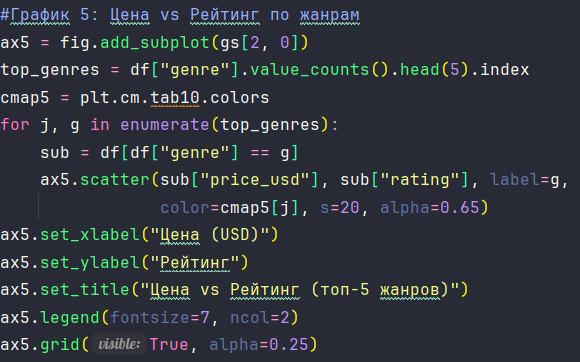 #График 5: Цена vs Рейтинг по жанрам
ax5 = fig.add_subplot(gs[2, 0])
top_genres = df["genre"].value_counts().head(5).index
cmap5 = plt.cm.tab10.colors
for j, g in enumerate(top_genres):
    sub = df[df["genre"] == g]
    ax5.scatter(sub["price_usd"], sub["rating"], label=g,
                color=cmap5[j], s=20, alpha=0.65)
ax5.set_xlabel("Цена (USD)")
ax5.set_ylabel("Рейтинг")
ax5.set_title("Цена vs Рейтинг (топ-5 жанров)")
ax5.legend(fontsize=7, ncol=2)
ax5.grid( visible: True, alpha=0.25)